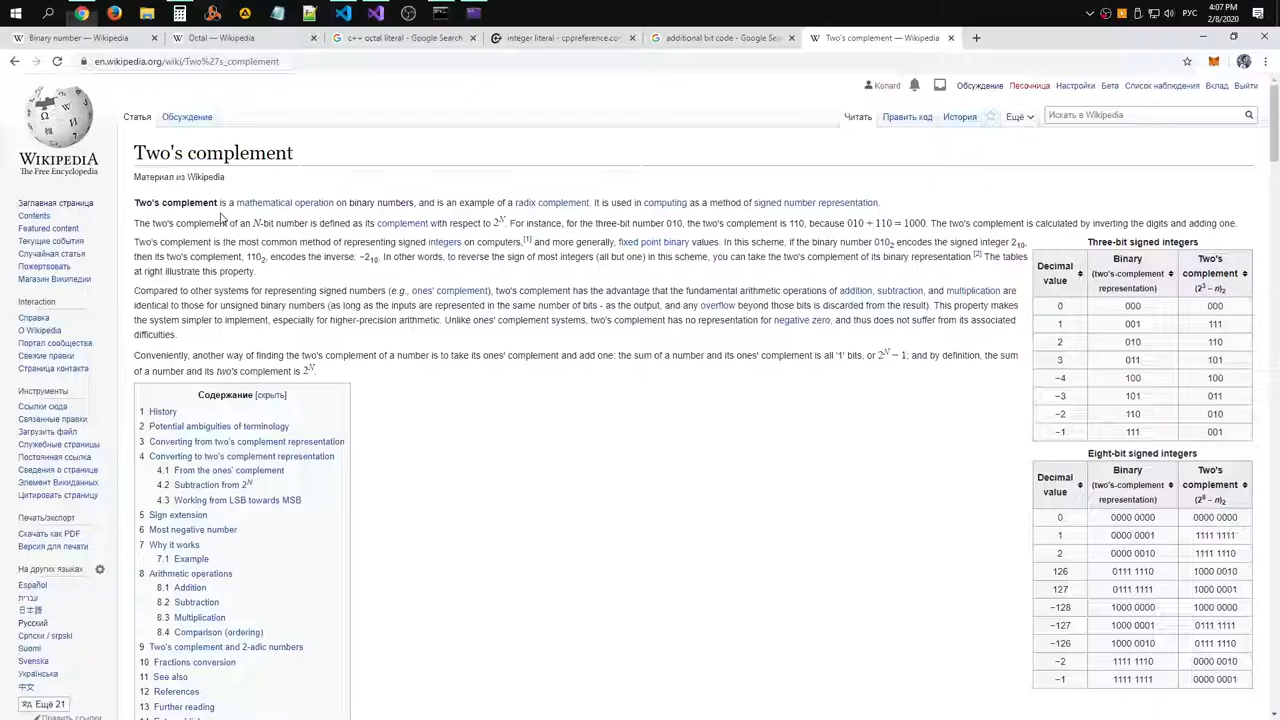 4:07 PM
РУС
2/8/2020
Binary number — Wikipedia
Octal — Wikipedia
c++ octal literal - Google Search
integer literal - cppreference.co
additional bit code - Google Sea
Two's complement — Wikipedia
en.wikipedia.org/wiki/Two%27s_complement
Kohard
Обсуждение
Песочница
Настройки
Бета
Список наблюдения
Вклад
Выйти
Статья
Обсуждение
Читать
Править код
История
Ещё
Искать в Wikipedia
WIKIPEDIA
The Free Encyclopedia
Two's complement
Материал из Wikipedia
Заглавная страница
Contents
Featured content
Текущие события
Случайная статья
Пожертвовать
Магазин Википедии
Interaction
Справка
О Wikipedia
Портал сообщества
Свежие правки
Страница контакта
Инструменты
Ссылки сюда
Связанные правки
Загрузить файл
Служебные страницы
Постоянная ссылка
Сведения о странице
Элемент Викиданных
Цитировать страницу
Печать/экспорт
Скачать как PDF
Версия для печати
На других языках
Español
עברית
日本語
Русский
Српски / srpski
Suomi
Svenska
Українська
中文
Ещё 21
Править ссылки
Two's complement is a mathematical operation on binary numbers, and is an example of a radix complement. It is used in computing as a method of signed number representation.
The two's complement of an N-bit number is defined as its complement with respect to 2^N. For instance, for the three-bit number 010, the two's complement is 110, because 010 + 110 = 1000. The two's complement is calculated by inverting the digits and adding one.
Two's complement is the most common method of representing signed integers on computers,[1] and more generally, fixed point binary values. In this scheme, if the binary number 010₂ encodes the signed integer 2₁₀,
then its two's complement, 110₂, encodes the inverse: −2₁₀. In other words, to reverse the sign of most integers (all but one) in this scheme, you can take the two's complement of its binary representation.[2] The tables
at right illustrate this property.
Compared to other systems for representing signed numbers (e.g., ones' complement), two's complement has the advantage that the fundamental arithmetic operations of addition, subtraction, and multiplication are
identical to those for unsigned binary numbers (as long as the inputs are represented in the same number of bits - as the output, and any overflow beyond those bits is discarded from the result). This property makes
the system simpler to implement, especially for higher-precision arithmetic. Unlike ones' complement systems, two's complement has no representation for negative zero, and thus does not suffer from its associated
difficulties.
Conveniently, another way of finding the two's complement of a number is to take its ones' complement and add one: the sum of a number and its ones' complement is all '1' bits, or 2^N − 1; and by definition, the sum
of a number and its two's complement is 2^N.
Содержание [скрыть]
1 History
2 Potential ambiguities of terminology
3 Converting from two's complement representation
4 Converting to two's complement representation
4.1 From the ones' complement
4.2 Subtraction from 2^N
4.3 Working from LSB towards MSB
5 Sign extension
6 Most negative number
7 Why it works
7.1 Example
8 Arithmetic operations
8.1 Addition
8.2 Subtraction
8.3 Multiplication
8.4 Comparison (ordering)
9 Two's complement and 2-adic numbers
10 Fractions conversion
11 See also
12 References
13 Further reading
Three-bit signed integers
Decimal value
Binary (two's-complement representation)
Two's complement (2³ − n)₂
0 000 000
1 001 111
2 010 110
3 011 101
−4 100 100
−3 101 011
−2 110 010
−1 111 001
Eight-bit signed integers
Decimal value
Binary (two's-complement representation)
Two's complement (2⁸ − n)₂
0 0000 0000 0000 0000
1 0000 0001 1111 1111
2 0000 0010 1111 1110
126 0111 1110 1000 0010
127 0111 1111 1000 0001
−128 1000 0000 1000 0000
−127 1000 0001 0111 1111
−126 1000 0010 0111 1110
−2 1111 1110 0000 0010
−1 1111 1111 0000 0001